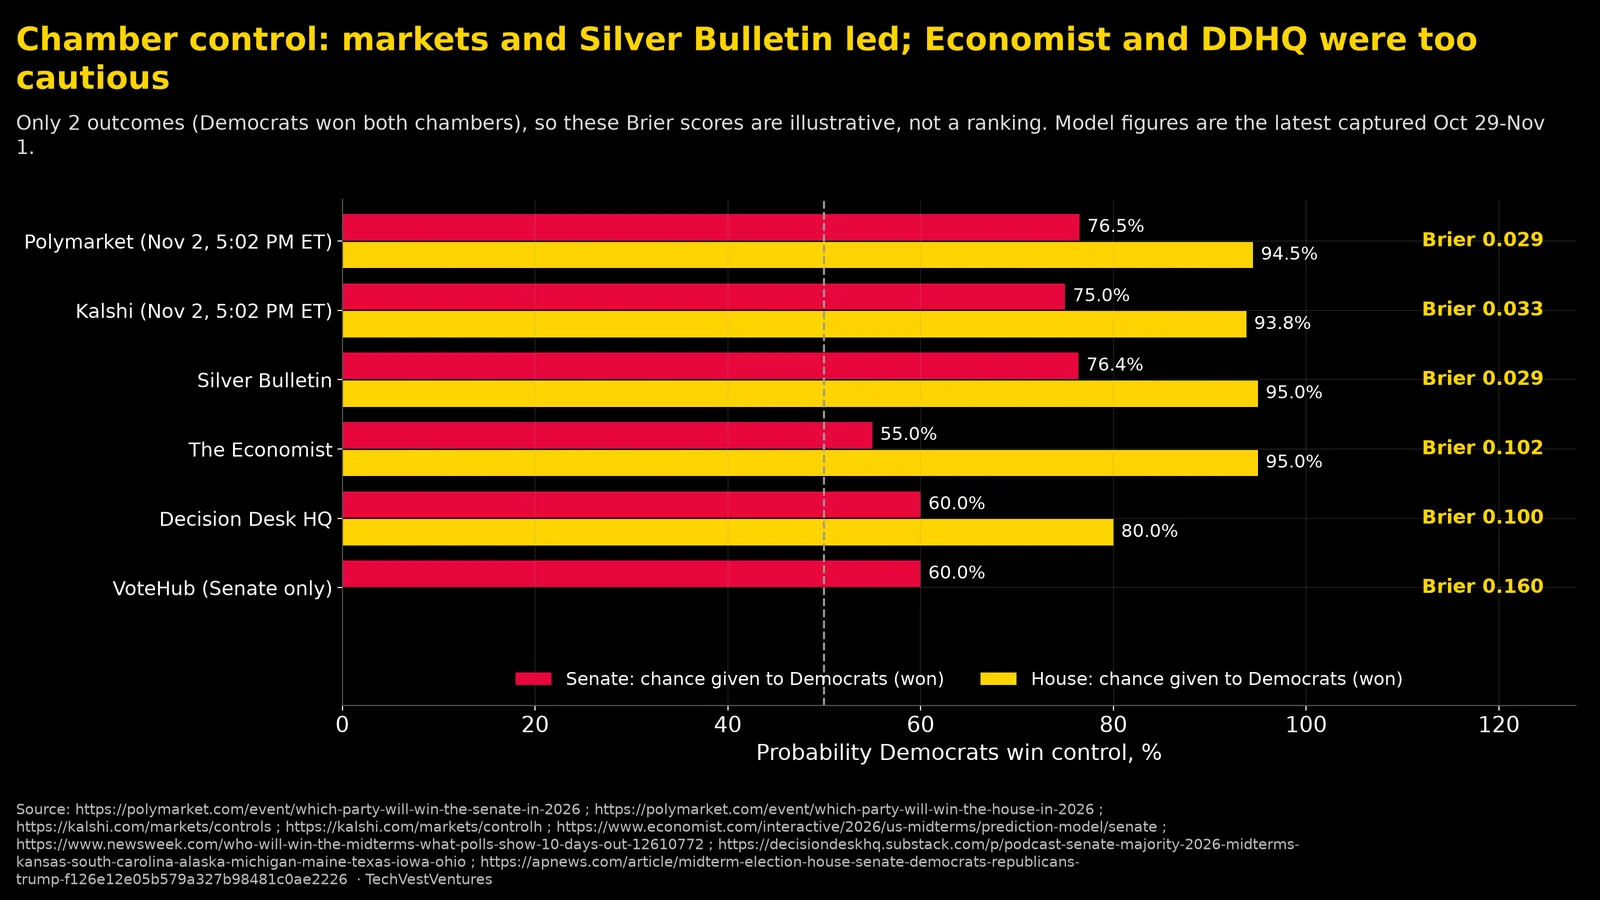 Chamber control: markets and Silver Bulletin led; Economist and DDHQ were too
cautious
Only 2 outcomes (Democrats won both chambers), so these Brier scores are illustrative, not a ranking. Model figures are the latest captured Oct 29-Nov
1.
Polymarket (Nov 2, 5:02 PM ET)
76.5%
94.5%
Brier 0.029
Kalshi (Nov 2, 5:02 PM ET)
75.0%
93.8%
Brier 0.033
Silver Bulletin
76.4%
95.0%
Brier 0.029
The Economist
55.0%
95.0%
Brier 0.102
Decision Desk HQ
60.0%
80.0%
Brier 0.100
VoteHub (Senate only)
60.0%
Brier 0.160
Senate: chance given to Democrats (won)
House: chance given to Democrats (won)
0 20 40 60 80 100 120
Probability Democrats win control, %
Source: https://polymarket.com/event/which-party-will-win-the-senate-in-2026 ; https://polymarket.com/event/which-party-will-win-the-house-in-2026 ;
https://kalshi.com/markets/controls ; https://kalshi.com/markets/controlh ; https://www.economist.com/interactive/2026/us-midterms/prediction-model/senate ;
https://www.newsweek.com/who-will-win-the-midterms-what-polls-show-10-days-out-12610772 ; https://decisiondeskhq.substack.com/p/podcast-senate-majority-2026-midterms-
kansas-south-carolina-alaska-michigan-maine-texas-iowa-ohio ; https://apnews.com/article/midterm-election-house-senate-democrats-republicans-
trump-f126e12e05b579a327b98481c0ae2226 · TechVestVentures